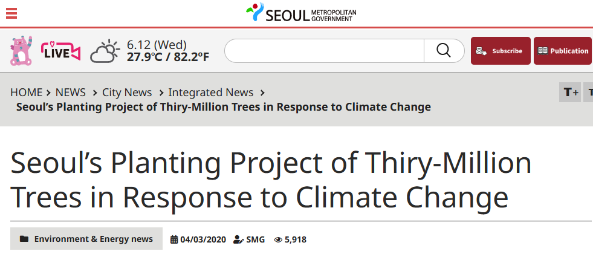 SEOUL METROPOLITAN GOVERNMENT
LIVE
6.12 (Wed)
27.9℃ / 82.2℉
Subscribe
Publication
HOME > NEWS > City News > Integrated News >
Seoul's Planting Project of Thiry-Million Trees in Response to Climate Change
T+
T
Seoul's Planting Project of Thiry-Million
Trees in Response to Climate Change
Environment & Energy news
04/03/2020
SMG
5,918